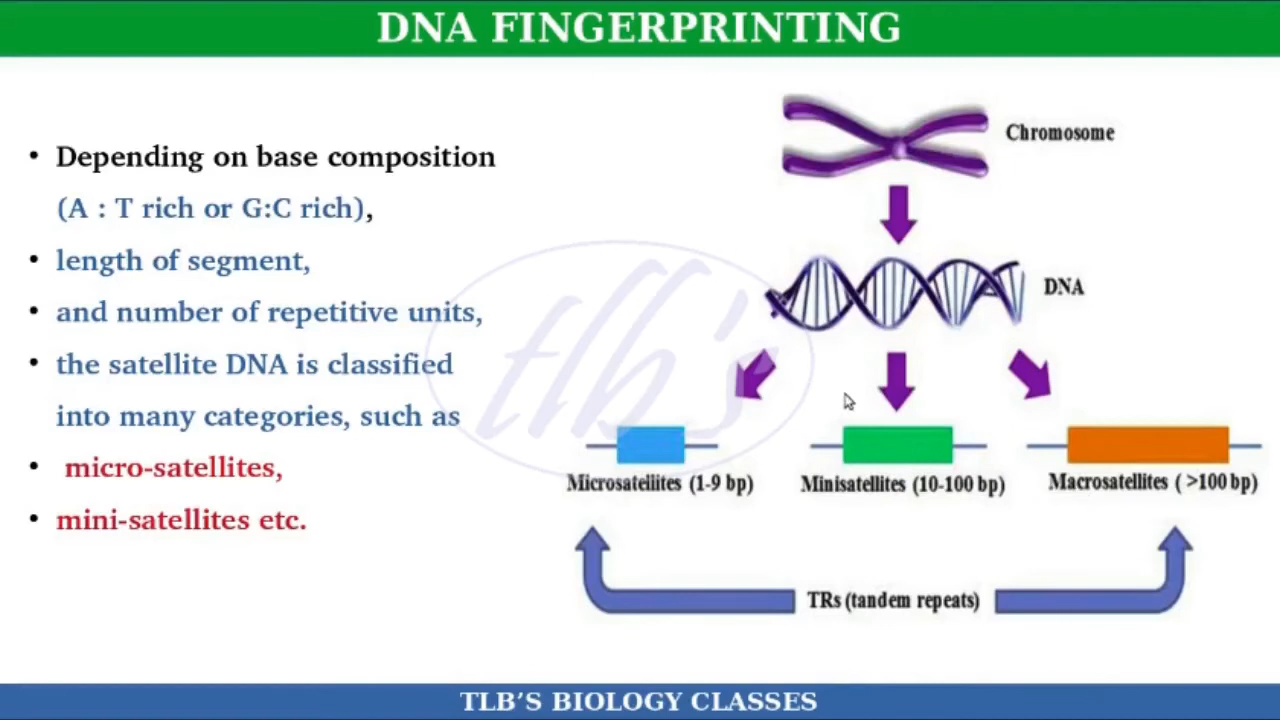 DNA FINGERPRINTING
• Depending on base composition
(A : T rich or G:C rich),
• length of segment,
• and number of repetitive units,
• the satellite DNA is classified
into many categories, such as
• micro-satellites,
• mini-satellites etc.
Chromosome
DNA
Microsatellites (1-9 bp)
Minisatellites (10-100 bp)
Macrosatellites ( >100 bp)
TRs (tandem repeats)
tlb's
TLB’S BIOLOGY CLASSES